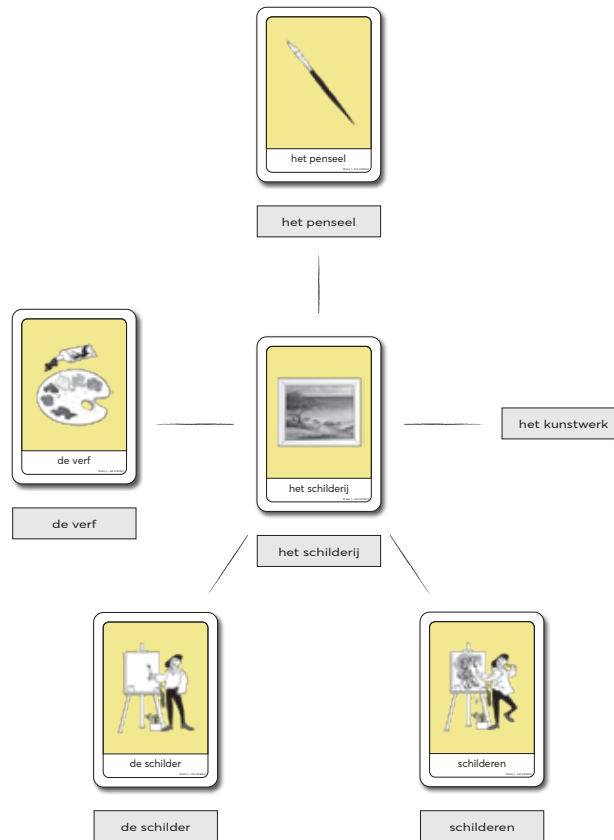 het penseel
het penseel
de verf
de verf
het schilderij
het schilderij
het kunstwerk
de schilder
de schilder
schilderen
schilderen